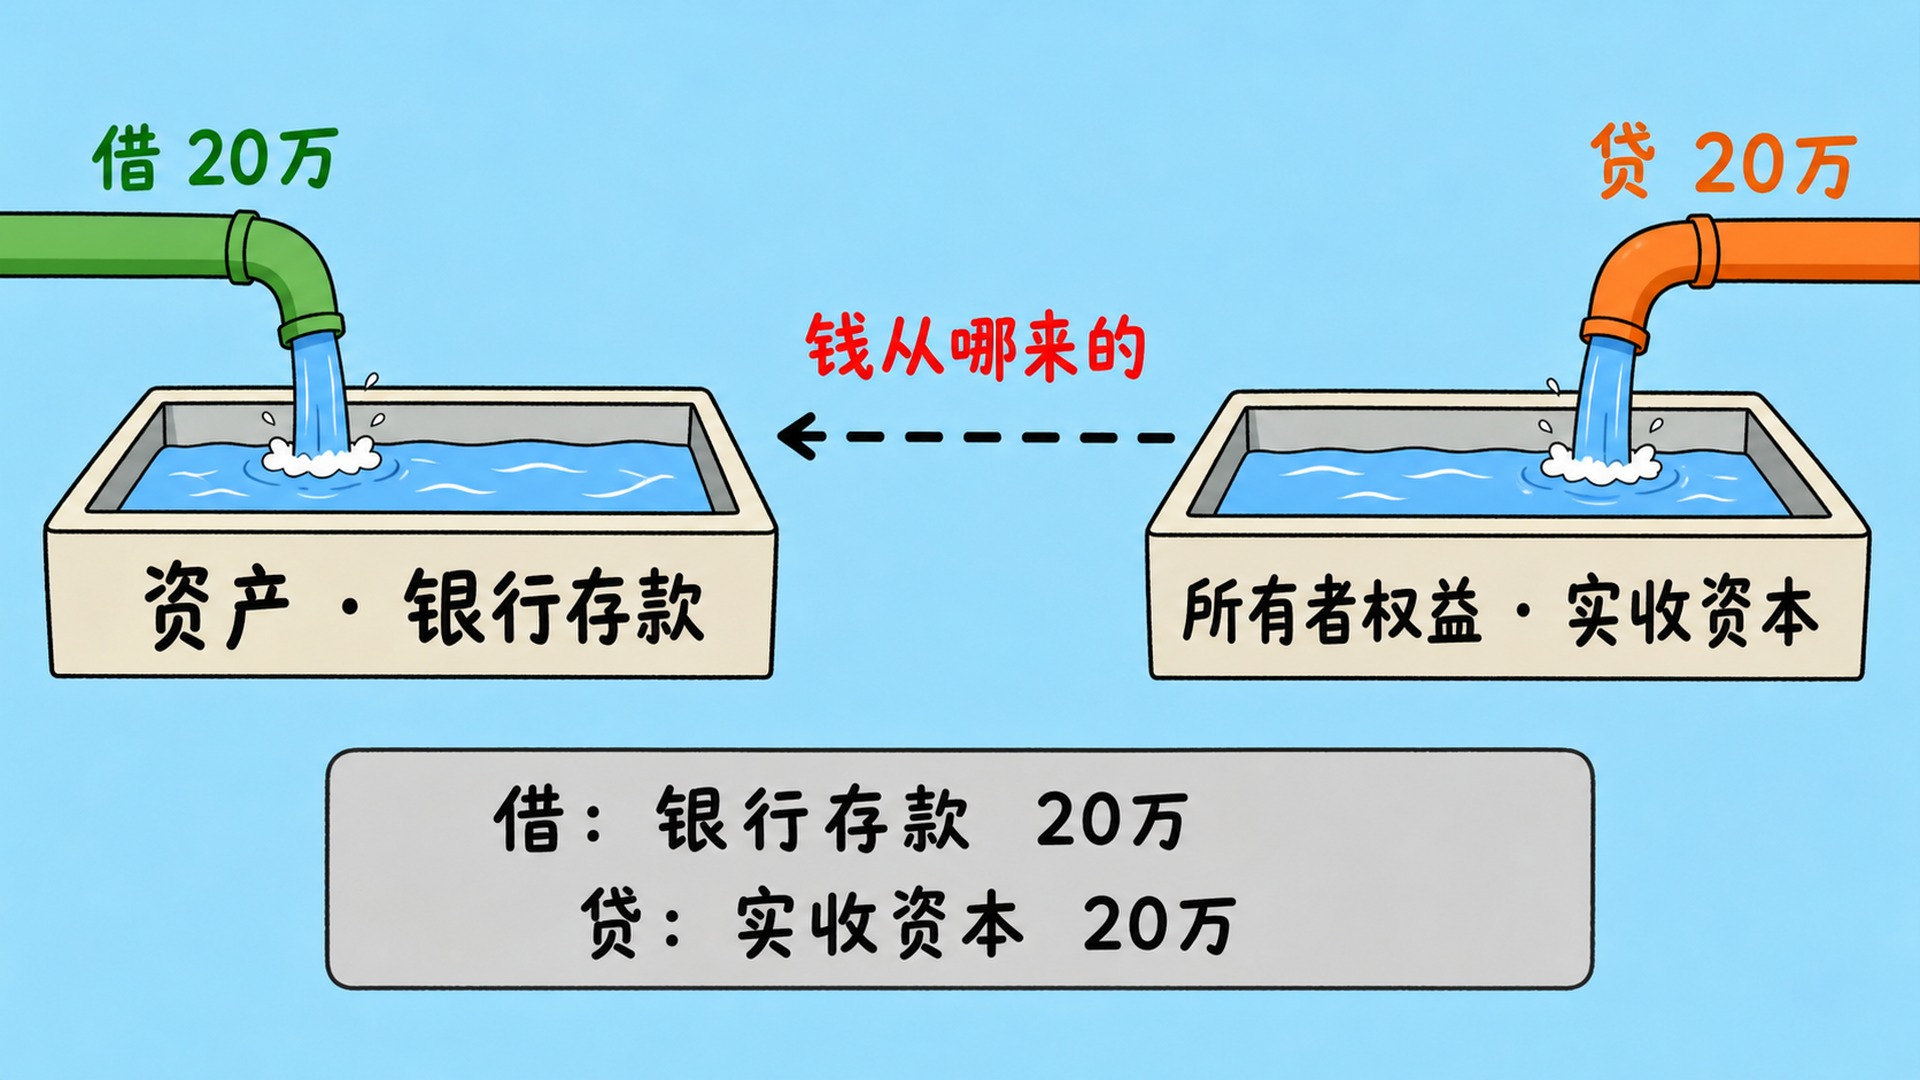 借 20万
贷 20万
钱从哪来的
资产·银行存款
所有者权益·实收资本
借：银行存款 20万
贷：实收资本 20万